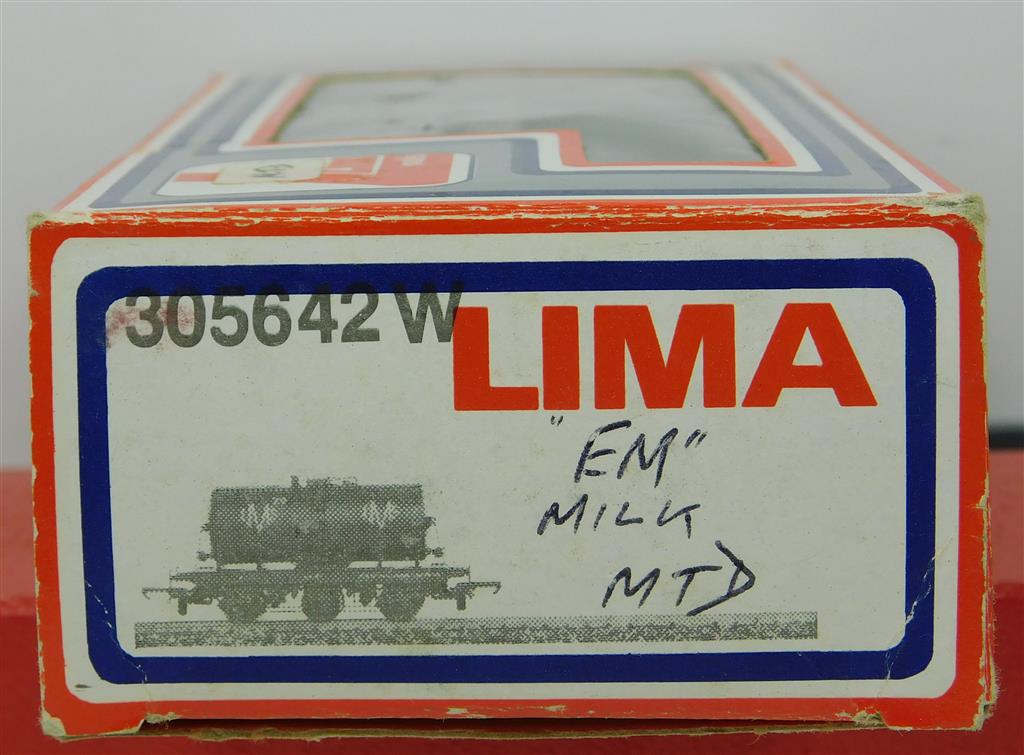 305642 W
LIMA
"EM"
MILK
MTD